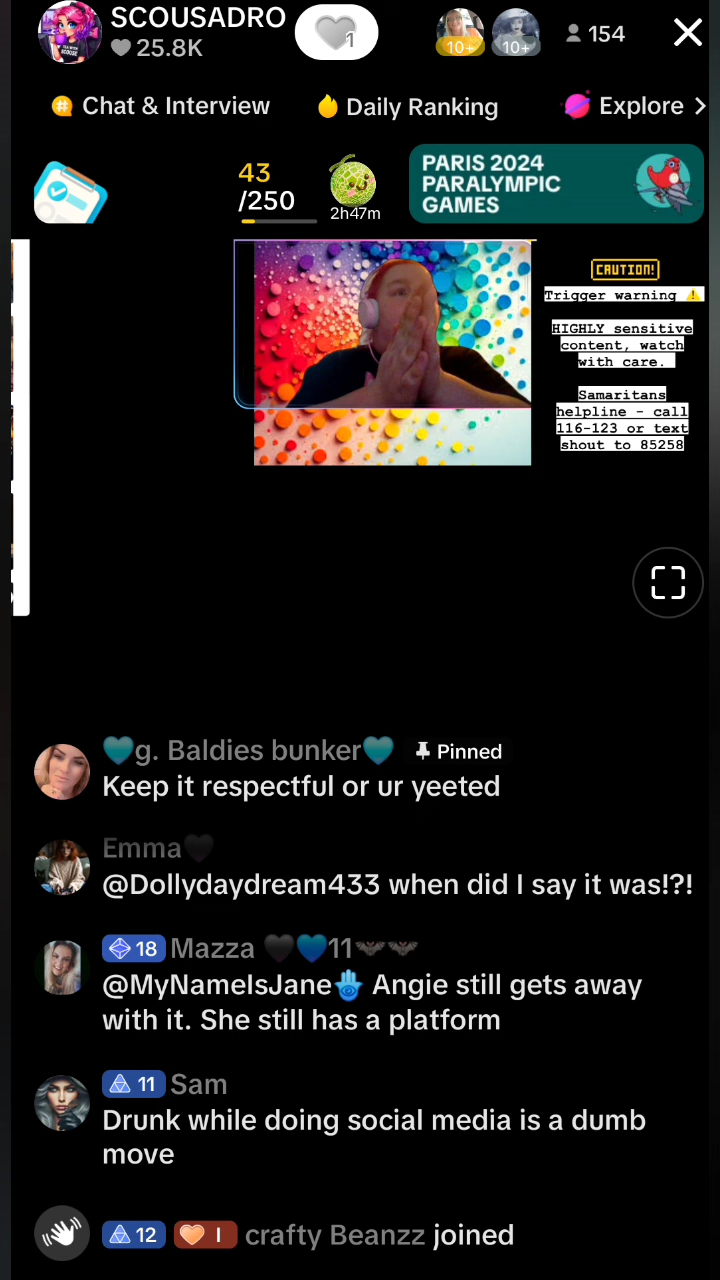 SCOUSADRO
25.8K
1
10+
10+
154
Chat & Interview
Daily Ranking
Explore
43
/250
2h47m
PARIS 2024
PARALYMPIC
GAMES
CAUTION!
Trigger warning ⚠️
HIGHLY sensitive
content, watch
with care.
Samaritans
helpline - call
116-123 or text
shout to 85258
🩵g. Baldies bunker🩵 Pinned
Keep it respectful or ur yeeted
Emma🖤
@Dollydaydream433 when did I say it was!?!
18 Mazza 🖤💙11🦇🦇
@MyNameIsJane🪬 Angie still gets away
with it. She still has a platform
11 Sam
Drunk while doing social media is a dumb
move
12 I crafty Beanzz joined